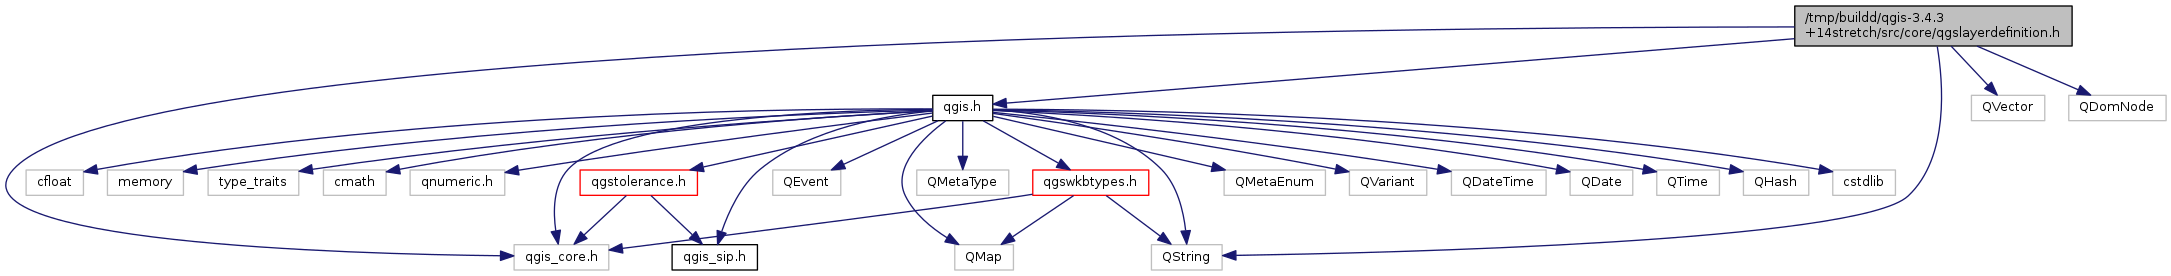 /tmp/buildd/qgis-3.4.3
+14stretch/src/core/qgslayerdefinition.h
qgis.h
QVector
QDomNode
cfloat
memory
type_traits
cmath
qnumeric.h
qgstolerance.h
QEvent
QMetaType
qgswkbtypes.h
QMetaEnum
QVariant
QDateTime
QDate
QTime
QHash
cstdlib
qgis_core.h
qgis_sip.h
QMap
QString